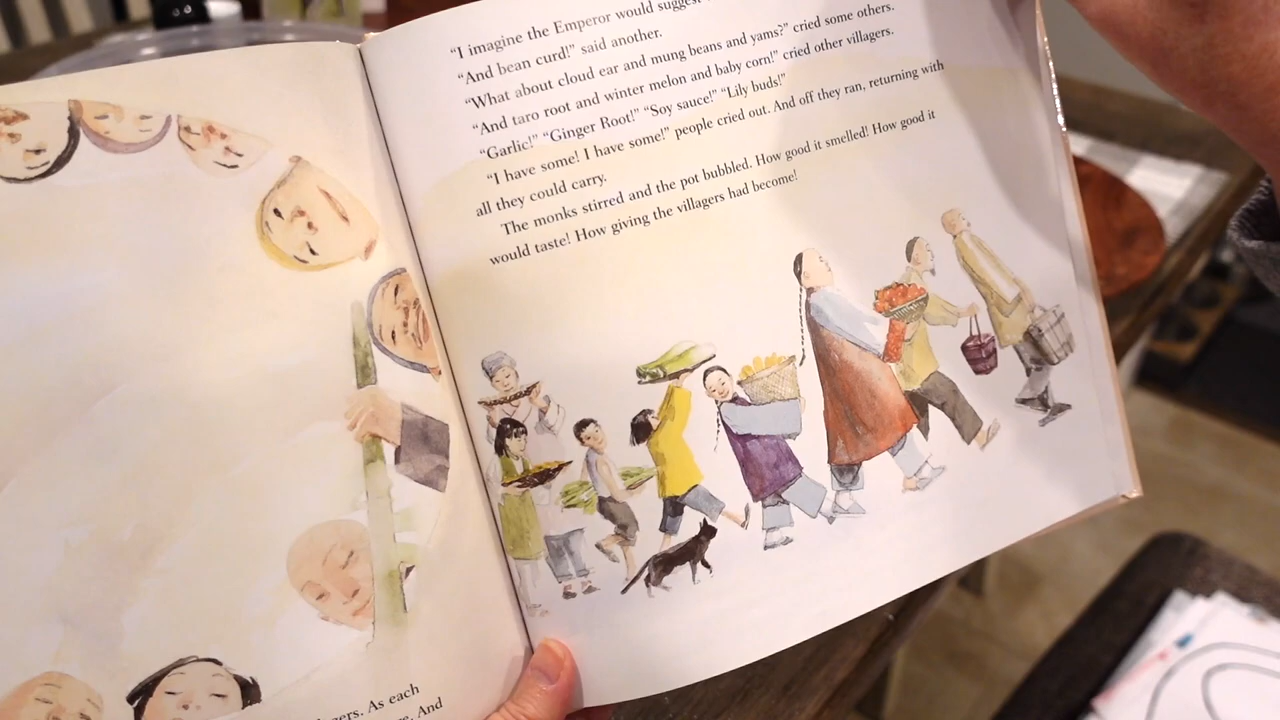 gers. As each
And
"I imagine the Emperor would suggest
"And bean curd!" said another.
"What about cloud ear and mung beans and yams?" cried some others.
"And taro root and winter melon and baby corn!" cried other villagers.
"Garlic!" "Ginger Root!" "Soy sauce!" "Lily buds!"
"I have some! I have some!" people cried out. And off they ran, returning with
all they could carry.
The monks stirred and the pot bubbled. How good it smelled! How good it
would taste! How giving the villagers had become!